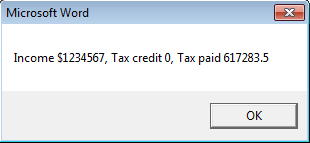 Microsoft Word
Income $1234567, Tax credit 0, Tax paid 617283.5
OK